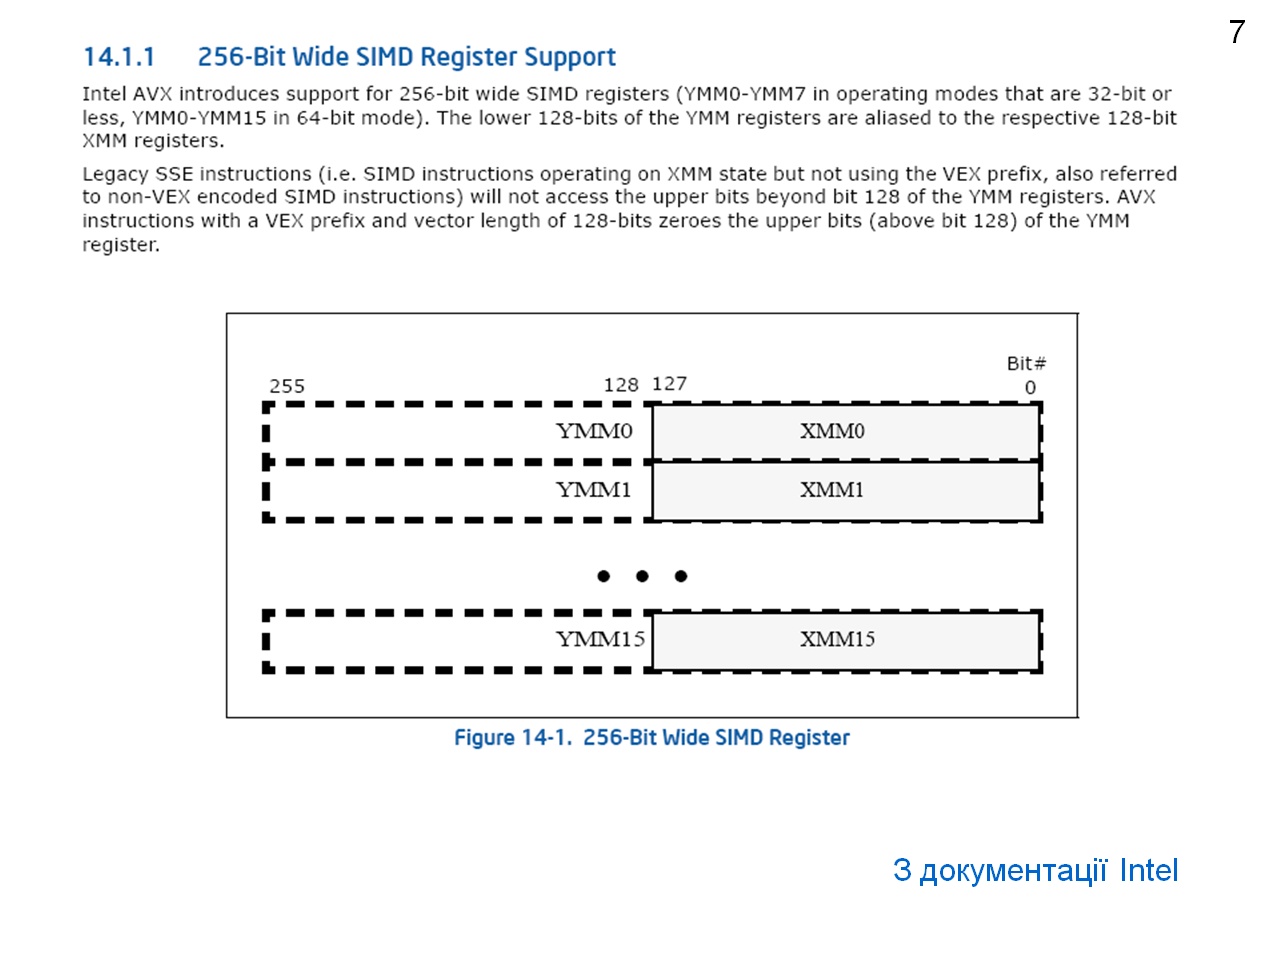 7
14.1.1 256-Bit Wide SIMD Register Support
Intel AVX introduces support for 256-bit wide SIMD registers (YMM0-YMM7 in operating modes that are 32-bit or
less, YMM0-YMM15 in 64-bit mode). The lower 128-bits of the YMM registers are aliased to the respective 128-bit
XMM registers.
Legacy SSE instructions (i.e. SIMD instructions operating on XMM state but not using the VEX prefix, also referred
to non-VEX encoded SIMD instructions) will not access the upper bits beyond bit 128 of the YMM registers. AVX
instructions with a VEX prefix and vector length of 128-bits zeroes the upper bits (above bit 128) of the YMM
register.
Bit#
255 128 127 0
YMM0 XMM0
YMM1 XMM1
• • •
YMM15 XMM15
Figure 14-1. 256-Bit Wide SIMD Register
З документації Intel